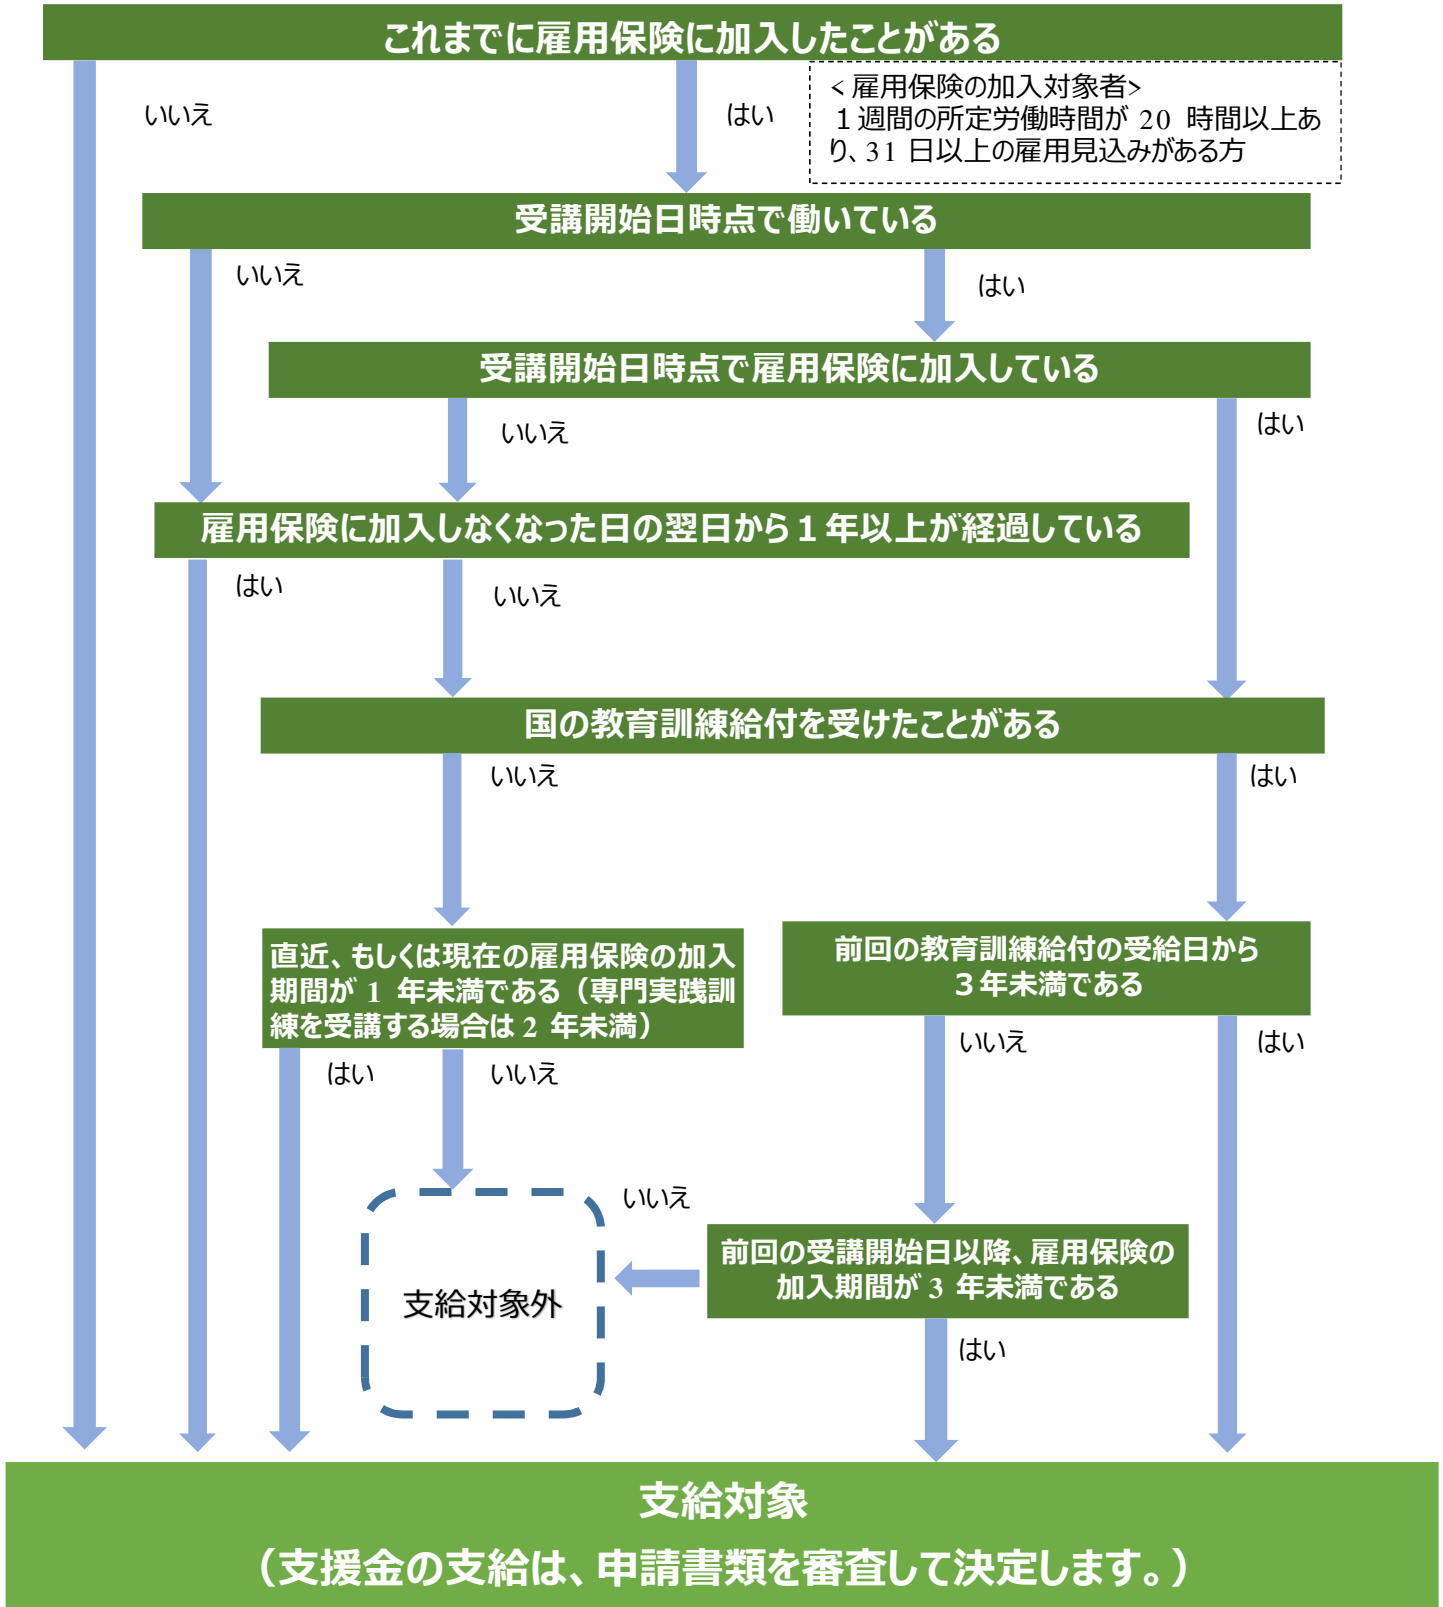 これまでに雇用保険に加入したことがある
いいえ
はい
<雇用保険の加入対象者>
１週間の所定労働時間が 20 時間以上あ
り、31 日以上の雇用見込みがある方
受講開始日時点で働いている
いいえ
はい
受講開始日時点で雇用保険に加入している
いいえ
はい
雇用保険に加入しなくなった日の翌日から１年以上が経過している
はい
いいえ
国の教育訓練給付を受けたことがある
いいえ
はい
直近、もしくは現在の雇用保険の加入
期間が 1 年未満である（専門実践訓
練を受講する場合は 2 年未満）
前回の教育訓練給付の受給日から
３年未満である
はい
いいえ
いいえ
はい
いいえ
前回の受講開始日以降、雇用保険の
加入期間が 3 年未満である
支給対象外
はい
支給対象
（支援金の支給は、申請書類を審査して決定します。）